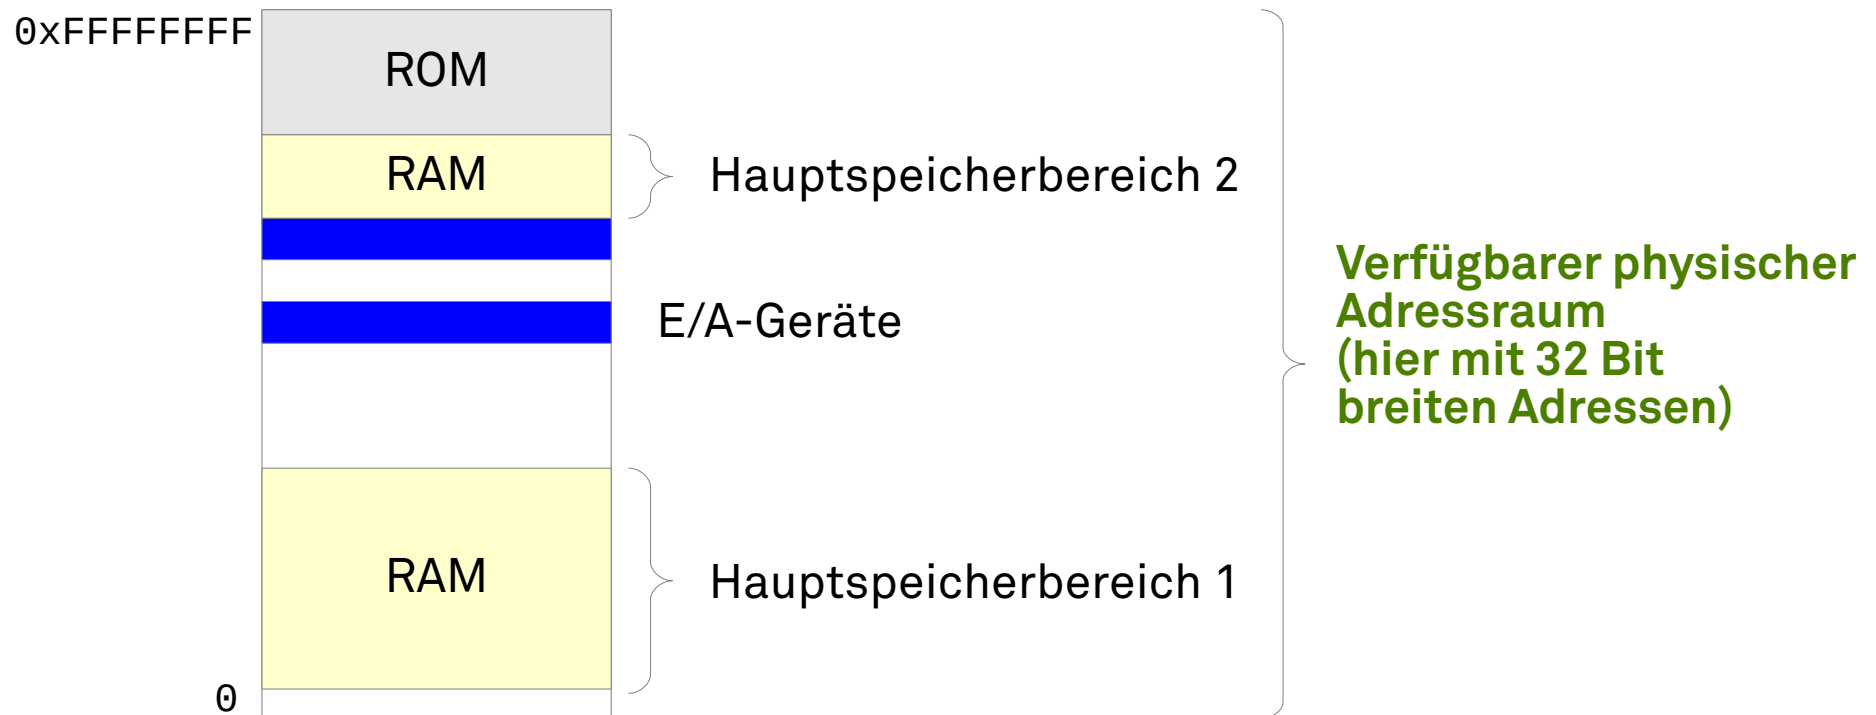 0xFFFFFFFF
ROM
RAM
Hauptspeicherbereich 2
E/A-Geräte
Verfügbarer physischer
Adressraum
(hier mit 32 Bit
breiten Adressen)
RAM
Hauptspeicherbereich 1
0